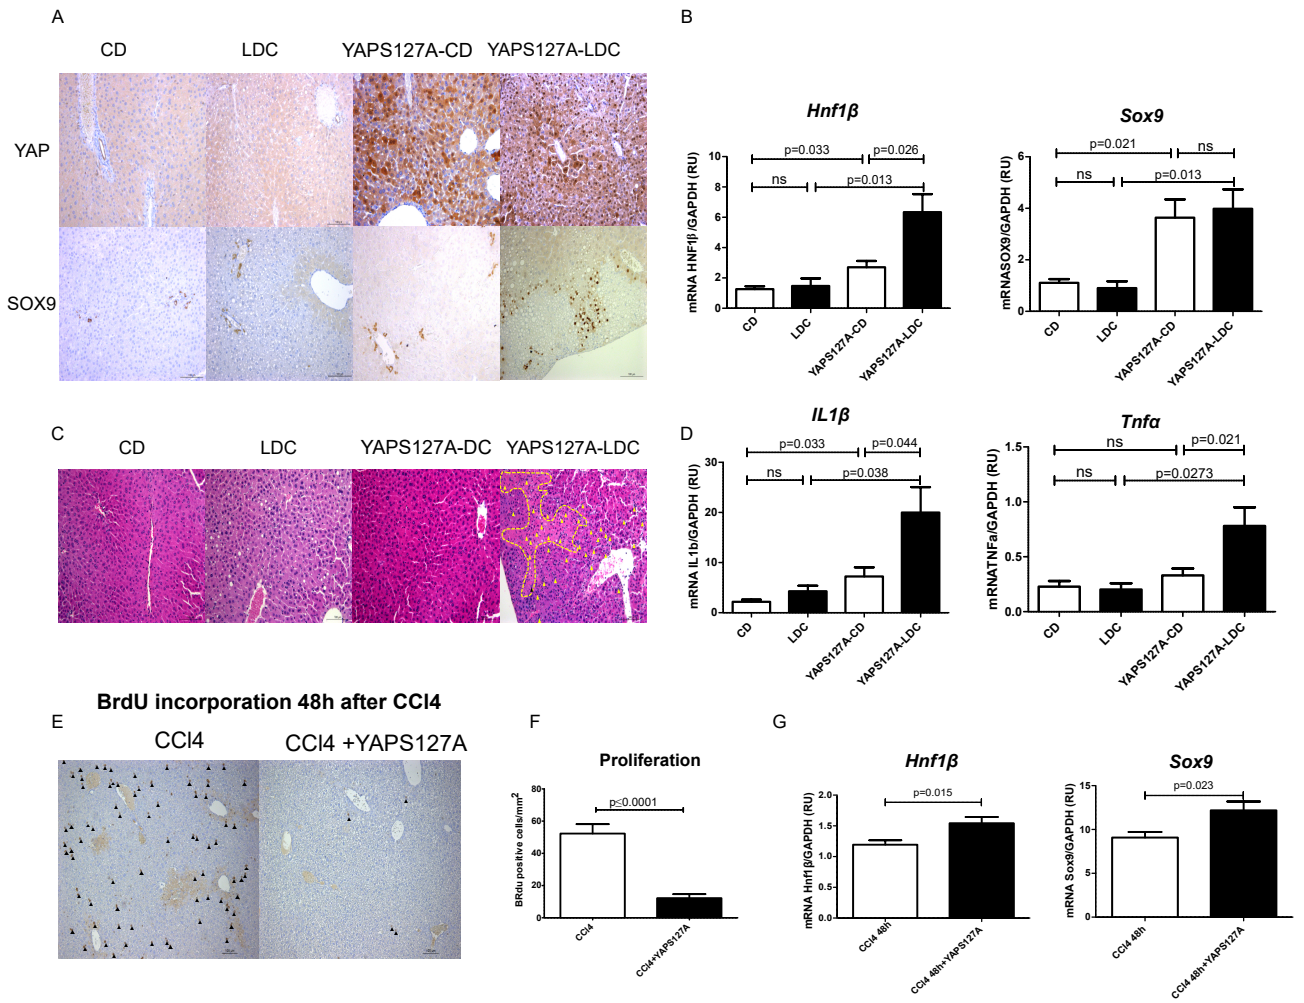 A
CD LDC YAPS127A-CD YAPS127A-LDC
YAP
SOX9
B
Hnf1β
mRNA HNF1β/GAPDH (RU)
10
8
6
4
2
0
p=0.033
p=0.026
ns
p=0.013
CD LDC YAPS127A-CD YAPS127A-LDC
Sox9
mRNASOX9/GAPDH (RU)
6
4
2
0
p=0.021
ns
ns
p=0.013
CD LDC YAPS127A-CD YAPS127A-LDC
C
CD LDC YAPS127A-DC YAPS127A-LDC
D
IL1β
mRNA IL1b/GAPDH (RU)
30
20
10
0
p=0.033
p=0.044
ns
p=0.038
CD LDC YAPS127A-CD YAPS127A-LDC
Tnfα
mRNATNFa/GAPDH (RU)
1.5
1.0
0.5
0.0
ns
p=0.021
ns
p=0.0273
CD LDC YAPS127A-CD YAPS127A-LDC
BrdU incorporation 48h after CCl4
E
CCl4 CCl4 +YAPS127A
F
Proliferation
BRdu positive cells/mm2
80
60
40
20
0
p≤0.0001
CCl4 CCl4+YAPS127A
G
Hnf1β
mRNA Hnf1β/GAPDH (RU)
2.0
1.5
1.0
0.5
0.0
p=0.015
CCl4 48h CCl4 48h+YAPS127A
Sox9
mRNA Sox9/GAPDH (RU)
15
10
5
0
p=0.023
CCl4 48h CCl4 48h+YAPS127A